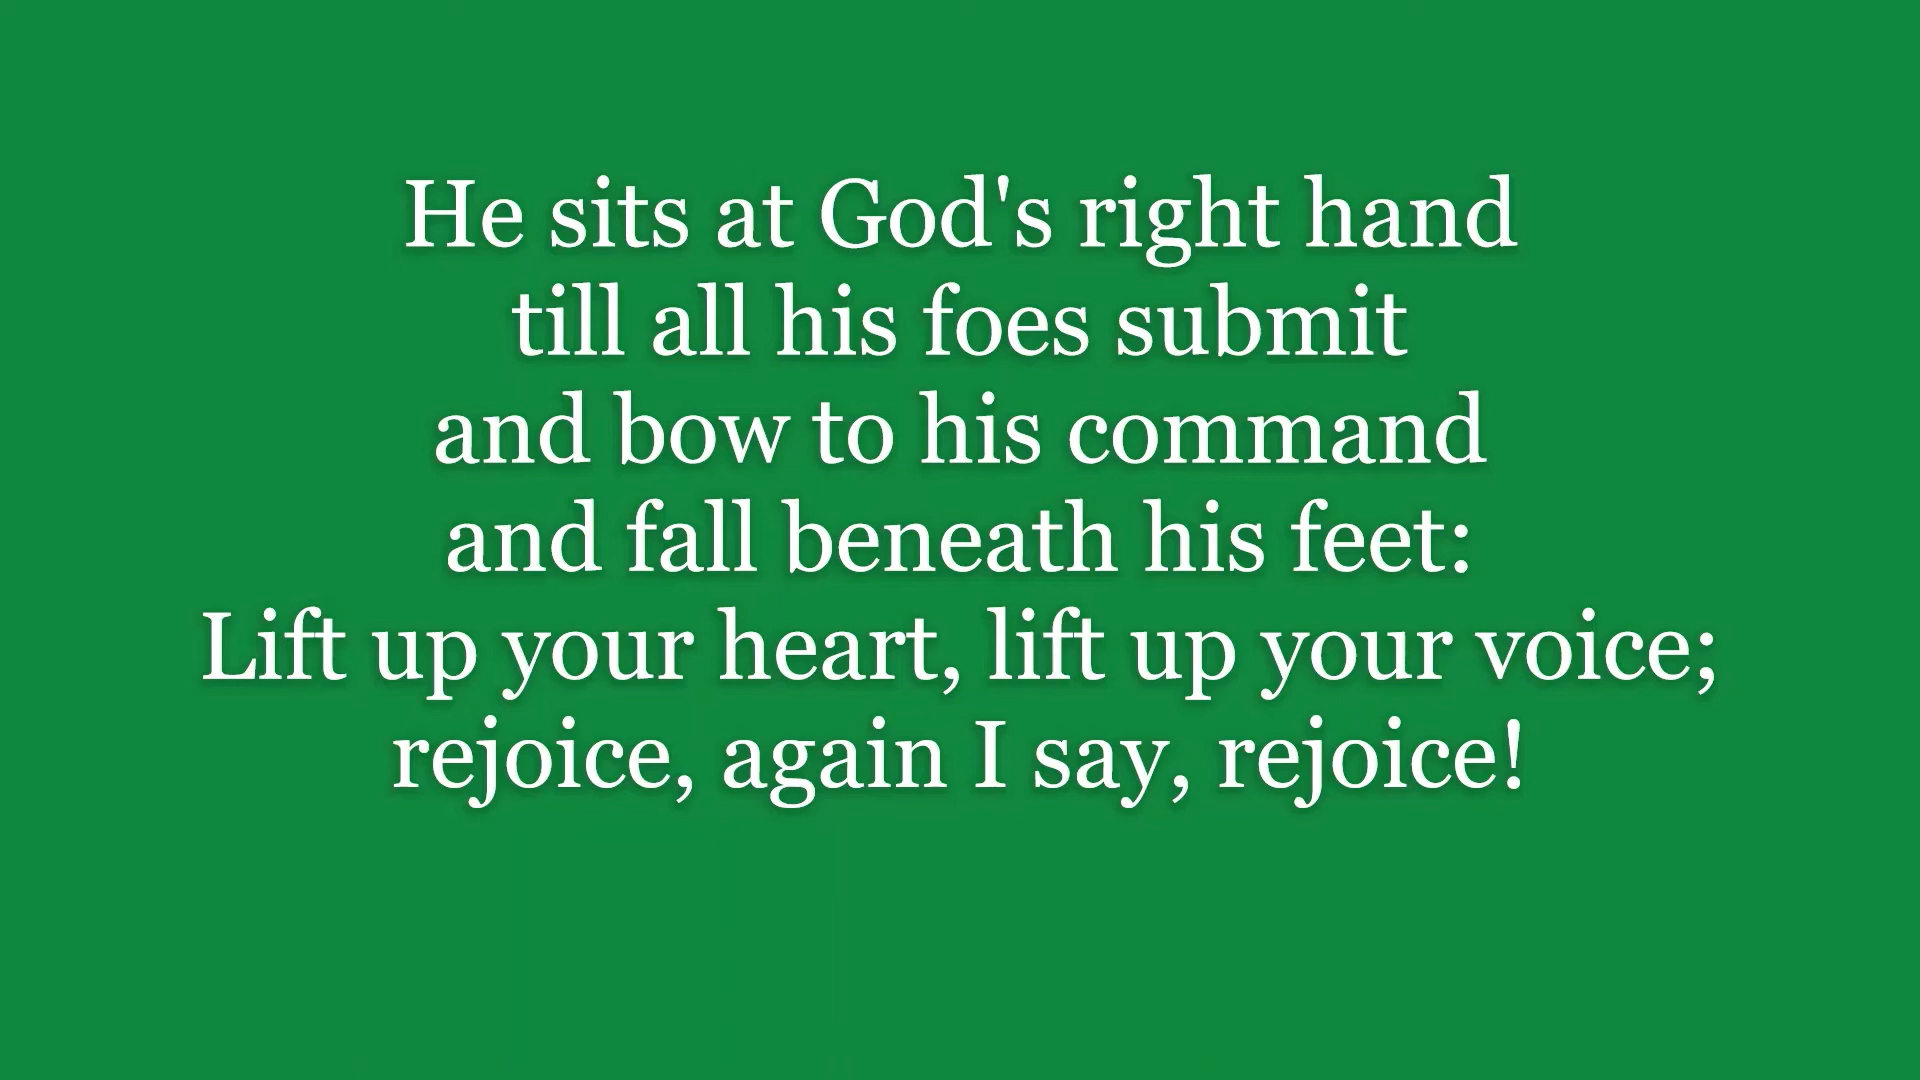 He sits at God's right hand
till all his foes submit
and bow to his command
and fall beneath his feet:
Lift up your heart, lift up your voice;
rejoice, again I say, rejoice!